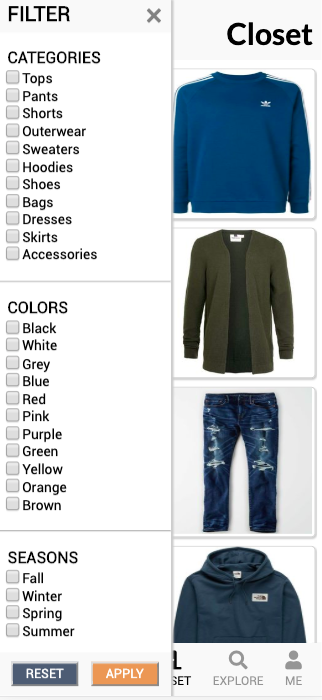 FILTER
Closet
CATEGORIES
Tops
Pants
Shorts
Outerwear
Sweaters
Hoodies
Shoes
Bags
Dresses
Skirts
Accessories
COLORS
Black
White
Grey
Blue
Red
Pink
Purple
Green
Yellow
Orange
Brown
SEASONS
Fall
Winter
Spring
Summer
RESET
APPLY
SET
EXPLORE
ME